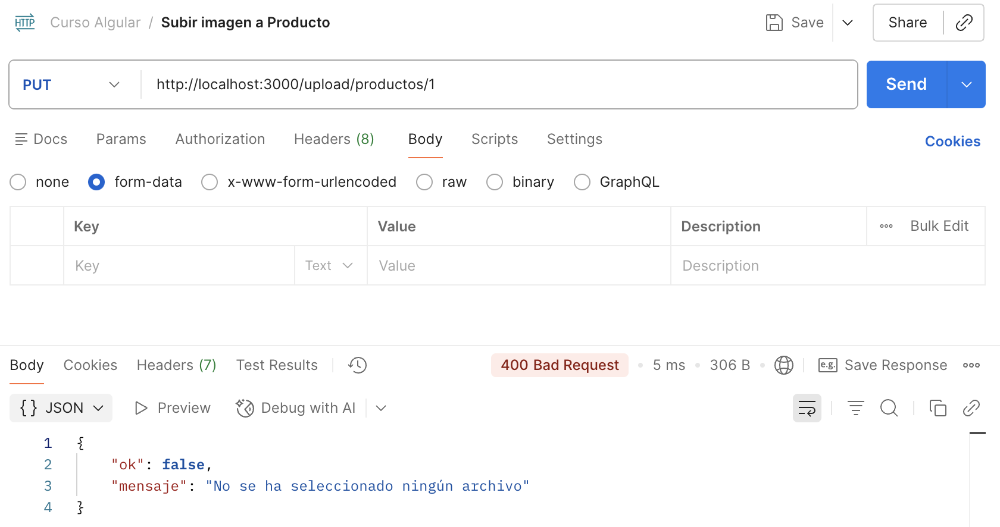 HTTP Curso Algular / Subir imagen a Producto Save Share
PUT http://localhost:3000/upload/productos/1 Send
Docs Params Authorization Headers (8) Body Scripts Settings Cookies
none form-data x-www-form-urlencoded raw binary GraphQL
Key Value Description Bulk Edit
Key Text Value Description
Body Cookies Headers (7) Test Results 400 Bad Request 5 ms 306 B e.g. Save Response
{} JSON Preview Debug with AI
1 {
2 "ok": false,
3 "mensaje": "No se ha seleccionado ningún archivo"
4 }